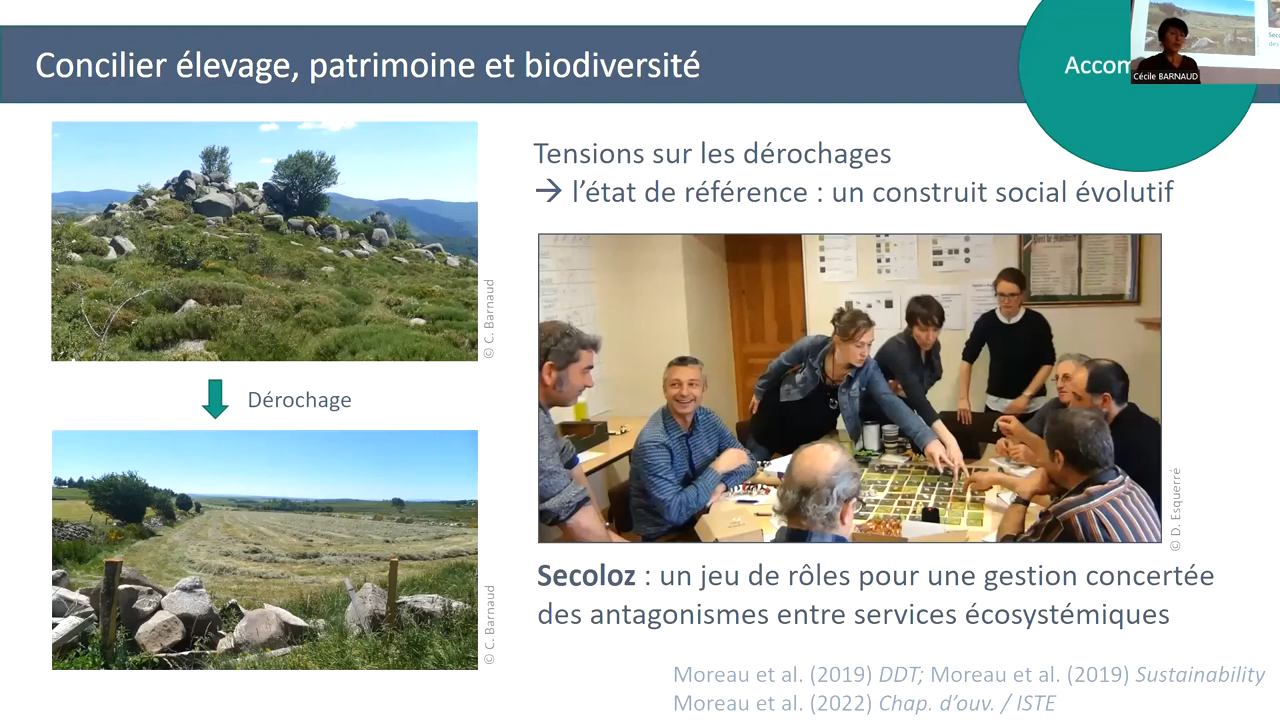 Concilier élevage, patrimoine et biodiversité
Accom
Cécile BARNAUD
Tensions sur les dérochages
→ l’état de référence : un construit social évolutif
© C. Barnaud
Dérochage
© C. Barnaud
© D. Esquerré
Secoloz : un jeu de rôles pour une gestion concertée
des antagonismes entre services écosystémiques
Moreau et al. (2019) DDT; Moreau et al. (2019) Sustainability
Moreau et al. (2022) Chap. d’ouv. / ISTE